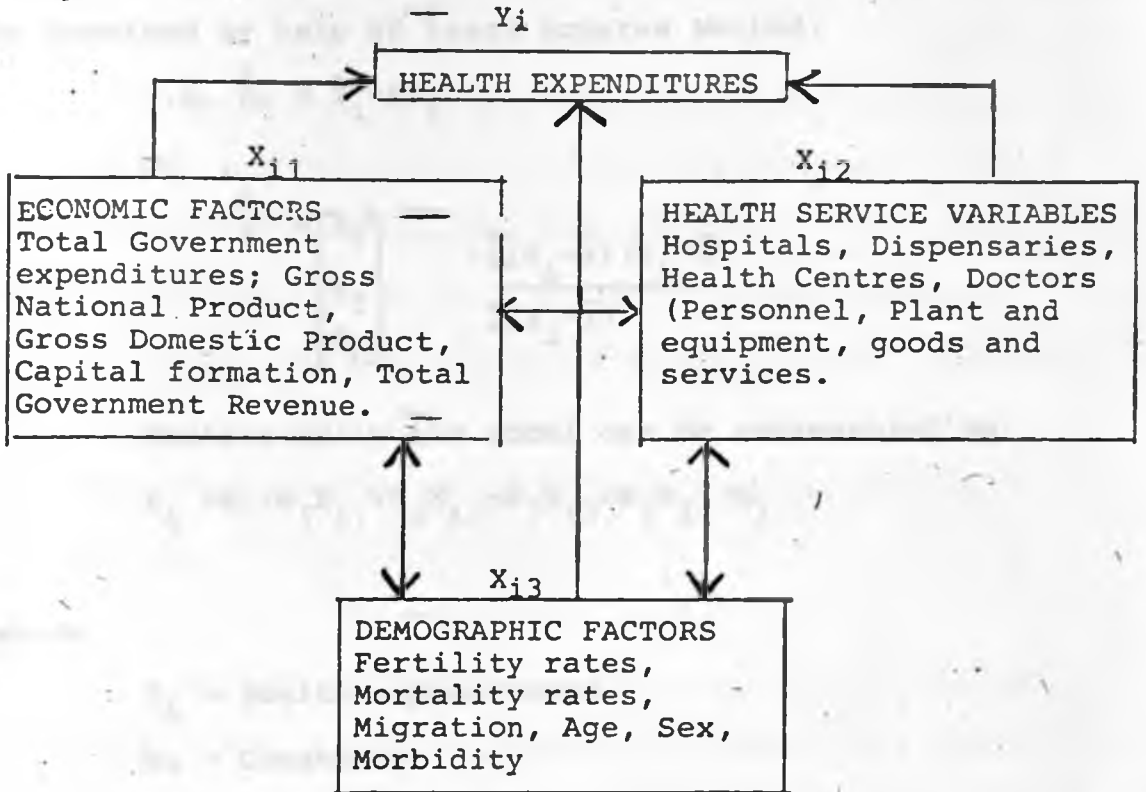 Yi
HEALTH EXPENDITURES
Xi1
Xi2
ECONOMIC FACTORS
Total Government
expenditures; Gross
National Product,
Gross Domestic Product,
Capital formation, Total
Government Revenue.
HEALTH SERVICE VARIABLES
Hospitals, Dispensaries,
Health Centres, Doctors
(Personnel, Plant and
equipment, goods and
services.
Xi3
DEMOGRAPHIC FACTORS
Fertility rates,
Mortality rates,
Migration, Age, Sex,
Morbidity